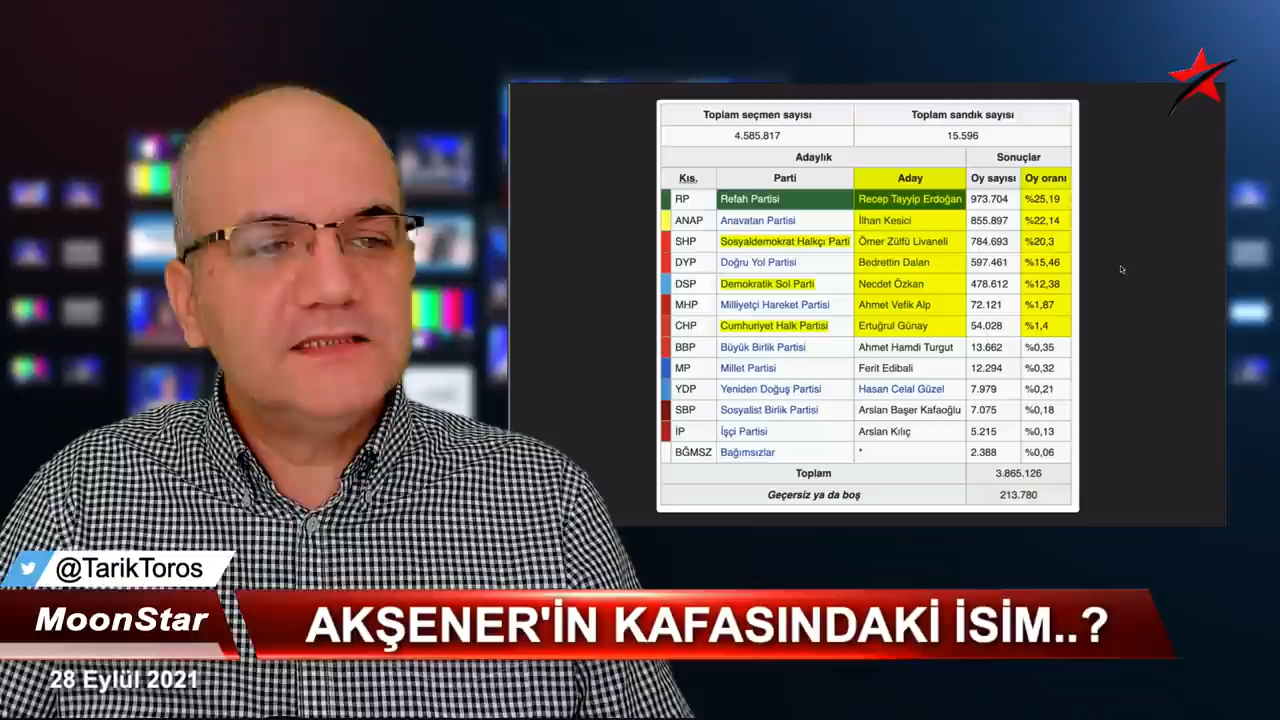 Toplam seçmen sayısı Toplam sandık sayısı
4.585.817 15.596
Adaylık Sonuçlar
Kıs. Parti Aday Oy sayısı Oy oranı
RP Refah Partisi Recep Tayyip Erdoğan 973.704 %25,19
ANAP Anavatan Partisi İlhan Kesici 855.897 %22,14
SHP Sosyaldemokrat Halkçı Parti Ömer Zülfü Livaneli 784.693 %20,3
DYP Doğru Yol Partisi Bedrettin Dalan 597.461 %15,46
DSP Demokratik Sol Parti Necdet Özkan 478.612 %12,38
MHP Milliyetçi Hareket Partisi Ahmet Vefik Alp 72.121 %1,87
CHP Cumhuriyet Halk Partisi Ertuğrul Günay 54.028 %1,4
BBP Büyük Birlik Partisi Ahmet Hamdi Turgut 13.662 %0,35
MP Millet Partisi Ferit Edibali 12.294 %0,32
YDP Yeniden Doğuş Partisi Hasan Celal Güzel 7.979 %0,21
SBP Sosyalist Birlik Partisi Arslan Başer Kafaoğlu 7.075 %0,18
İP İşçi Partisi Arslan Kılıç 5.215 %0,13
BĞMSZ Bağımsızlar * 2.388 %0,06
Toplam 3.865.126
Geçersiz ya da boş 213.780
@TarikToros
MoonStar
AKŞENER'İN KAFASINDAKİ İSİM..?
28 Eylül 2021